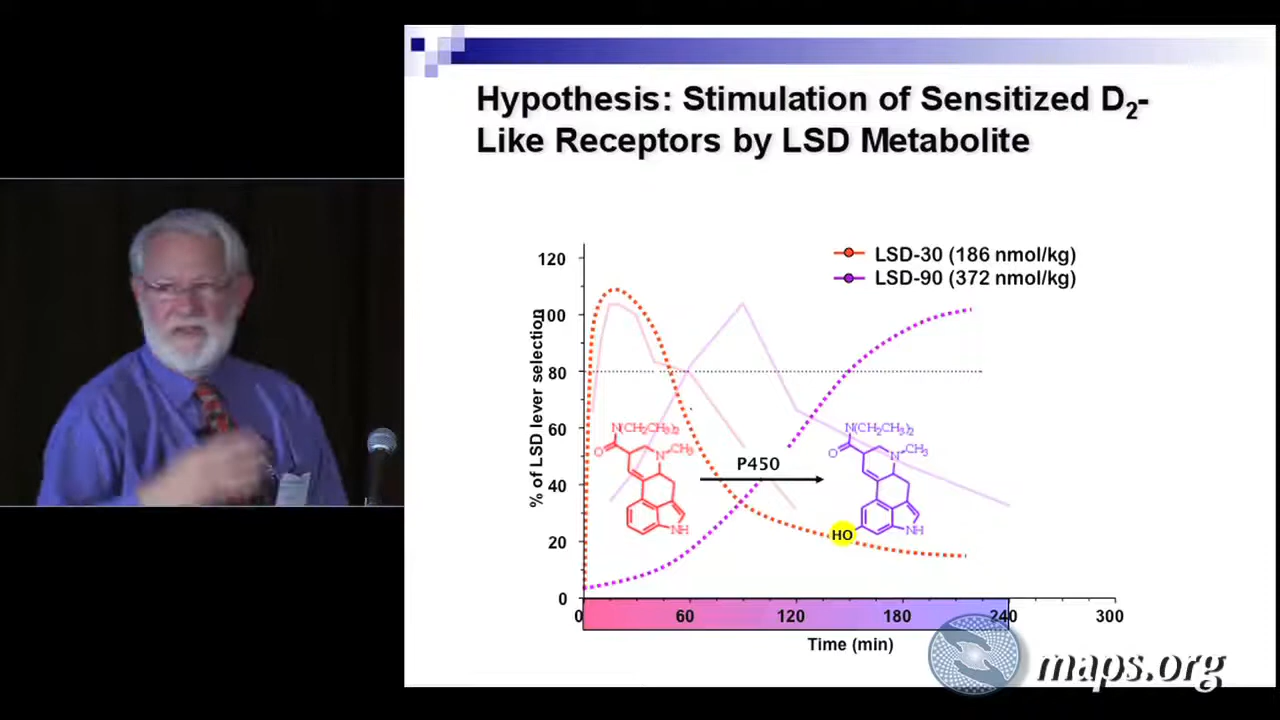 Hypothesis: Stimulation of Sensitized D2-
Like Receptors by LSD Metabolite
LSD-30 (186 nmol/kg)
LSD-90 (372 nmol/kg)
% of LSD lever selection
120
100
80
60
40
20
0
N(CH2CH3)2
O
N
CH3
NH
P450
N(CH2CH3)2
O
N
CH3
NH
HO
0 60 120 180 240 300
Time (min)
maps.org